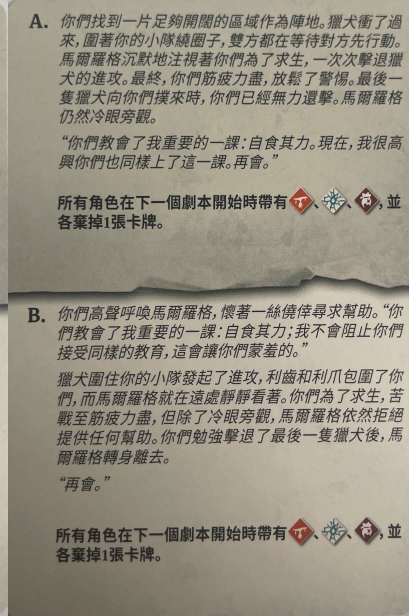 A. 你們找到一片足夠開闊的區域作為陣地。獵犬衝了過
來，圍著你的小隊繞圈子，雙方都在等待對方先行動。
馬爾羅格沉默地注視著你們為了求生，一次次擊退獵
犬的進攻。最終，你們筋疲力盡，放鬆了警惕。最後一
隻獵犬向你們撲來時，你們已經無力還擊。馬爾羅格
仍然冷眼旁觀。
“你們教會了我重要的一課：自食其力。現在，我很高
興你們也同樣上了這一課。再會。”
所有角色在下一個劇本開始時帶有、、，並
各棄掉1張卡牌。
B. 你們高聲呼喚馬爾羅格，懷著一絲僥倖尋求幫助。“你
們教會了我重要的一課：自食其力；我不會阻止你們
接受同樣的教育，這會讓你們蒙羞的。”
獵犬圍住你的小隊發起了進攻，利齒和利爪包圍了你
們，而馬爾羅格就在遠處靜靜看著。你們為了求生，苦
戰至筋疲力盡，但除了冷眼旁觀，馬爾羅格依然拒絕
提供任何幫助。你們勉強擊退了最後一隻獵犬後，馬
爾羅格轉身離去。
“再會。”
所有角色在下一個劇本開始時帶有、、，並
各棄掉1張卡牌。